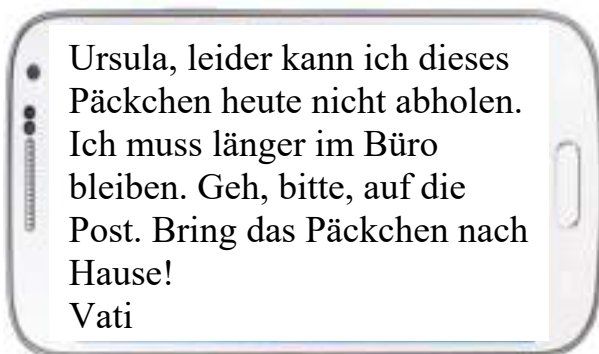 Ursula, leider kann ich dieses
Päckchen heute nicht abholen.
Ich muss länger im Büro
bleiben. Geh, bitte, auf die
Post. Bring das Päckchen nach
Hause!
Vati